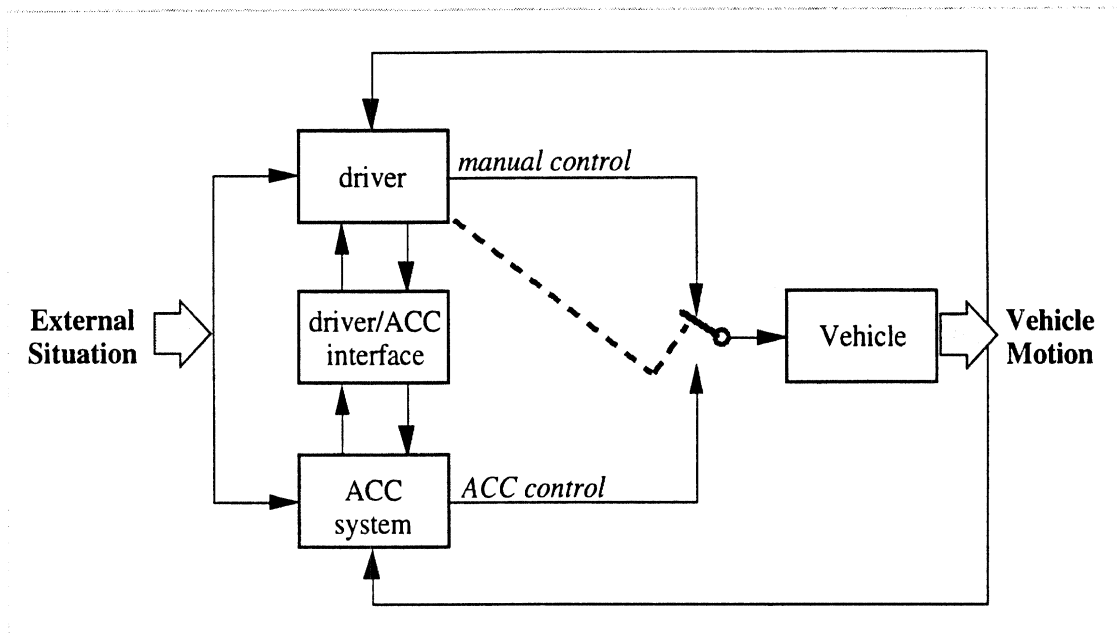 driver
manual control
External
Situation
driver/ACC
interface
Vehicle
Vehicle
Motion
ACC
system
ACC control